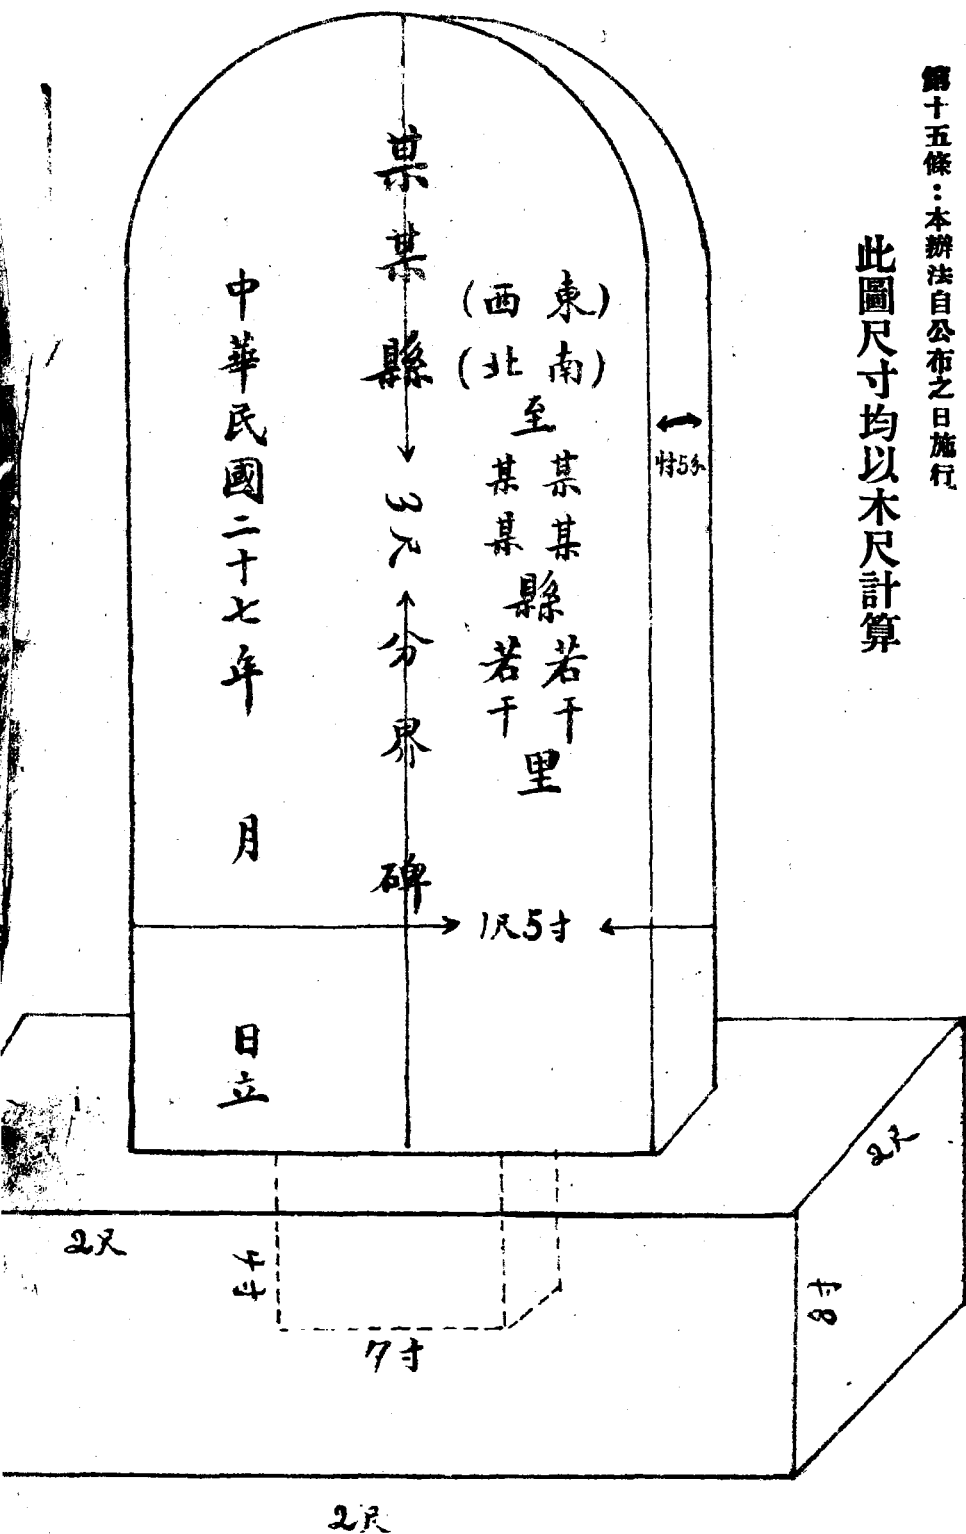 第十五條:本辦法自公布之日施行
此圖尺寸均以木尺計算
(東西)
(南北)
至
某某
某某
縣
若若
干干
里
某某縣
3尺
分界碑
中華民國二十七年 月 日立
5分
1尺5寸
2尺
2尺
4寸
7寸
8寸
2尺